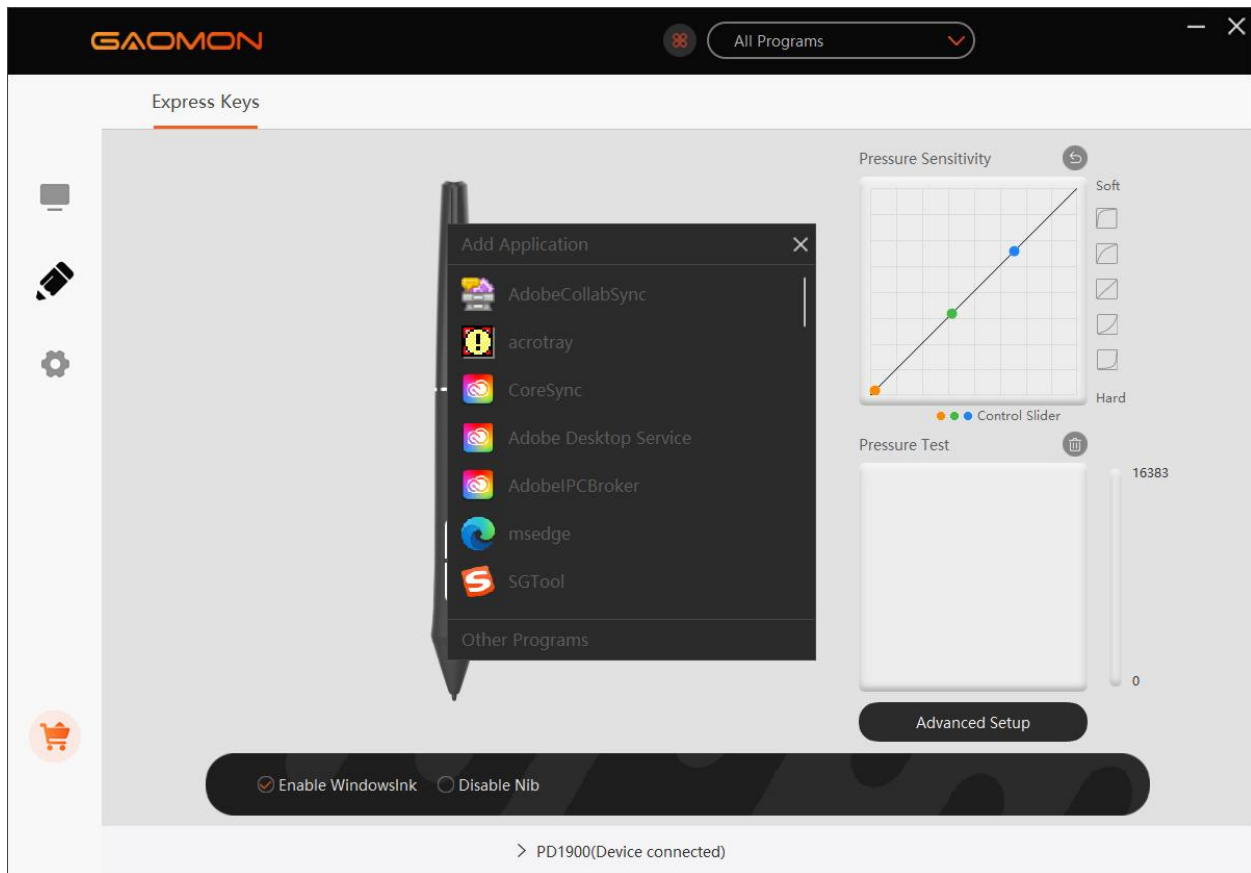 GAOMON
All Programs
Express Keys
Pressure Sensitivity
Soft
Add Application
AdobeCollabSync
acrotray
CoreSync
Adobe Desktop Service
AdobeIPCBroker
msedge
SGTool
Other Programs
Hard
Control Slider
Pressure Test
16383
0
Advanced Setup
Enable WindowsInk
Disable Nib
PD1900(Device connected)